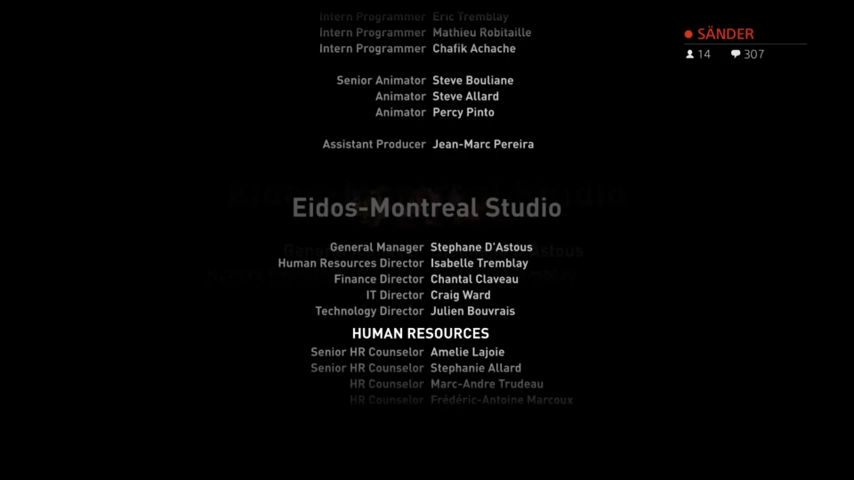 Intern Programmer Eric Tremblay
Intern Programmer Mathieu Robitaille
Intern Programmer Chafik Achache
Senior Animator Steve Bouliane
Animator Steve Allard
Animator Percy Pinto
Assistant Producer Jean-Marc Pereira
SÄNDER
14 307
Eidos-Montreal Studio
General Manager Stephane D'Astous
Human Resources Director Isabelle Tremblay
Finance Director Chantal Claveau
IT Director Craig Ward
Technology Director Julien Bouvrais
HUMAN RESOURCES
Senior HR Counselor Amelie Lajoie
Senior HR Counselor Stephanie Allard
HR Counselor Marc-Andre Trudeau
HR Counselor Frédéric-Antoine Marcoux